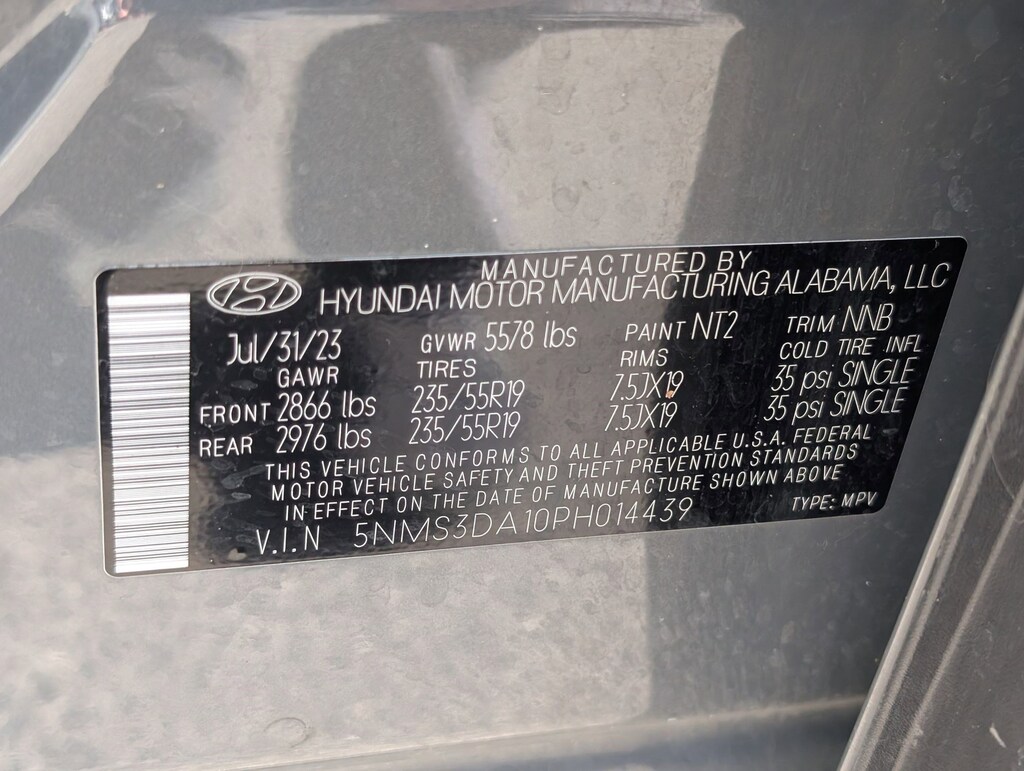 MANUFACTURED BY
HYUNDAI MOTOR MANUFACTURING ALABAMA, LLC
Jul/31/23 GVWR 5578 lbs PAINT NT2 TRIM NNB
GAWR TIRES RIMS COLD TIRE INFL
FRONT 2866 lbs 235/55R19 7.5JX19 35 psi SINGLE
REAR 2976 lbs 235/55R19 7.5JX19 35 psi SINGLE
THIS VEHICLE CONFORMS TO ALL APPLICABLE U.S.A. FEDERAL
MOTOR VEHICLE SAFETY AND THEFT PREVENTION STANDARDS
IN EFFECT ON THE DATE OF MANUFACTURE SHOWN ABOVE
V.I.N 5NMS3DA10PH014439 TYPE: MPV